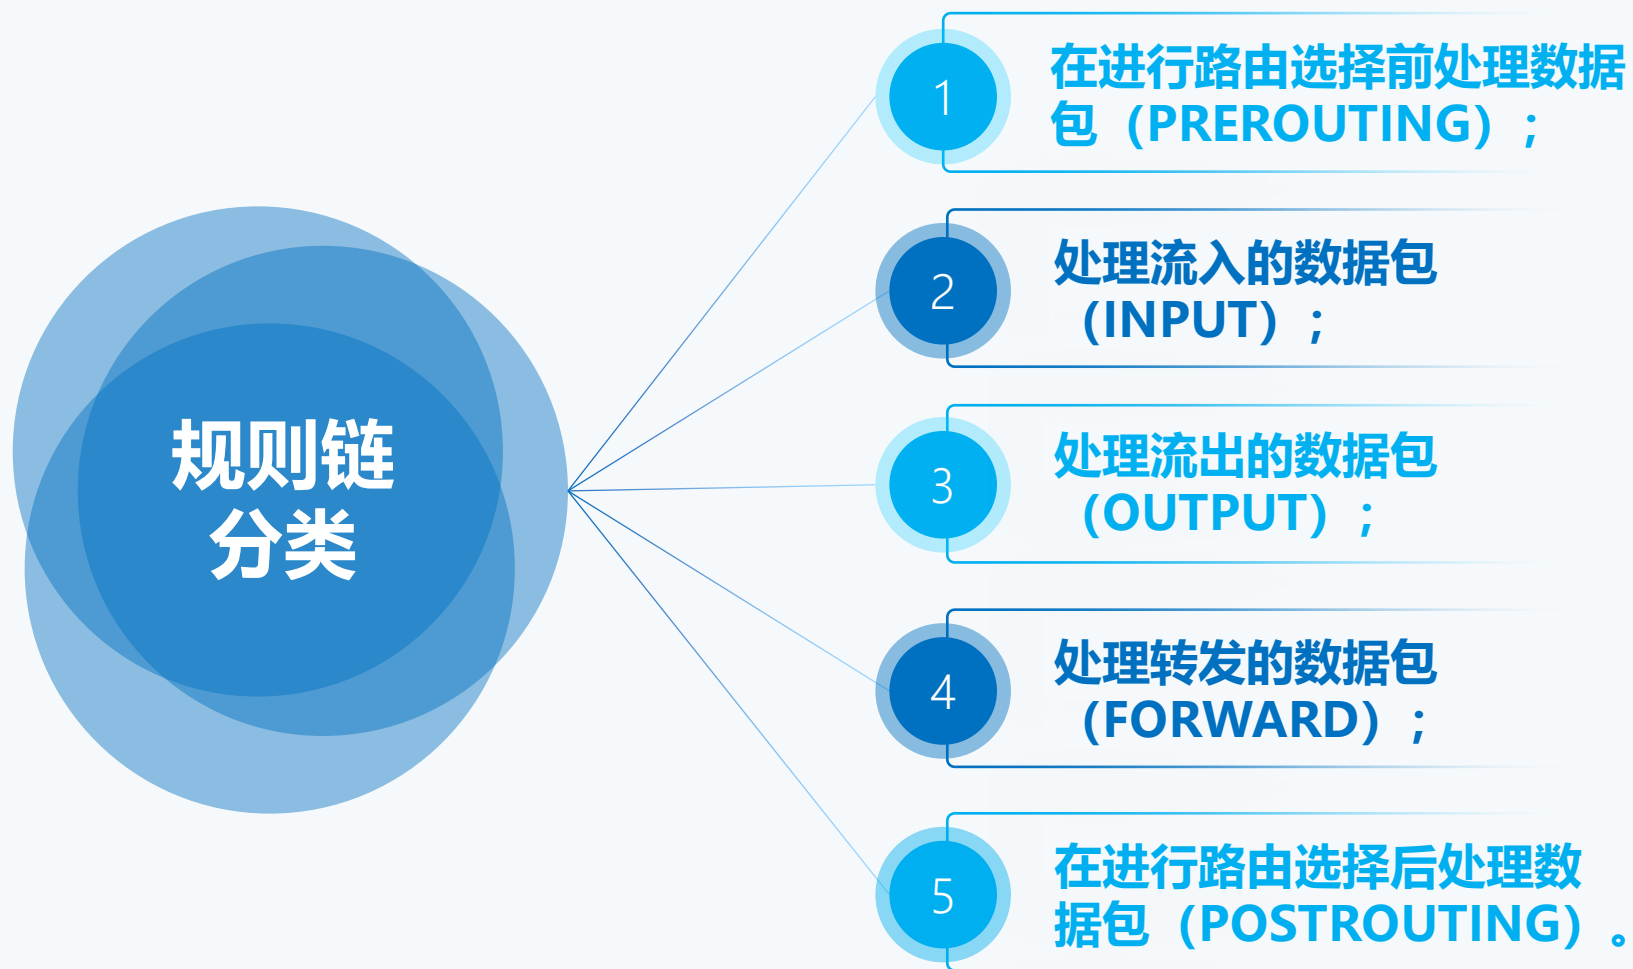 规则链
分类
1
在进行路由选择前处理数据
包（PREROUTING）；
2
处理流入的数据包
（INPUT）；
3
处理流出的数据包
（OUTPUT）；
4
处理转发的数据包
（FORWARD）；
5
在进行路由选择后处理数
据包（POSTROUTING）。